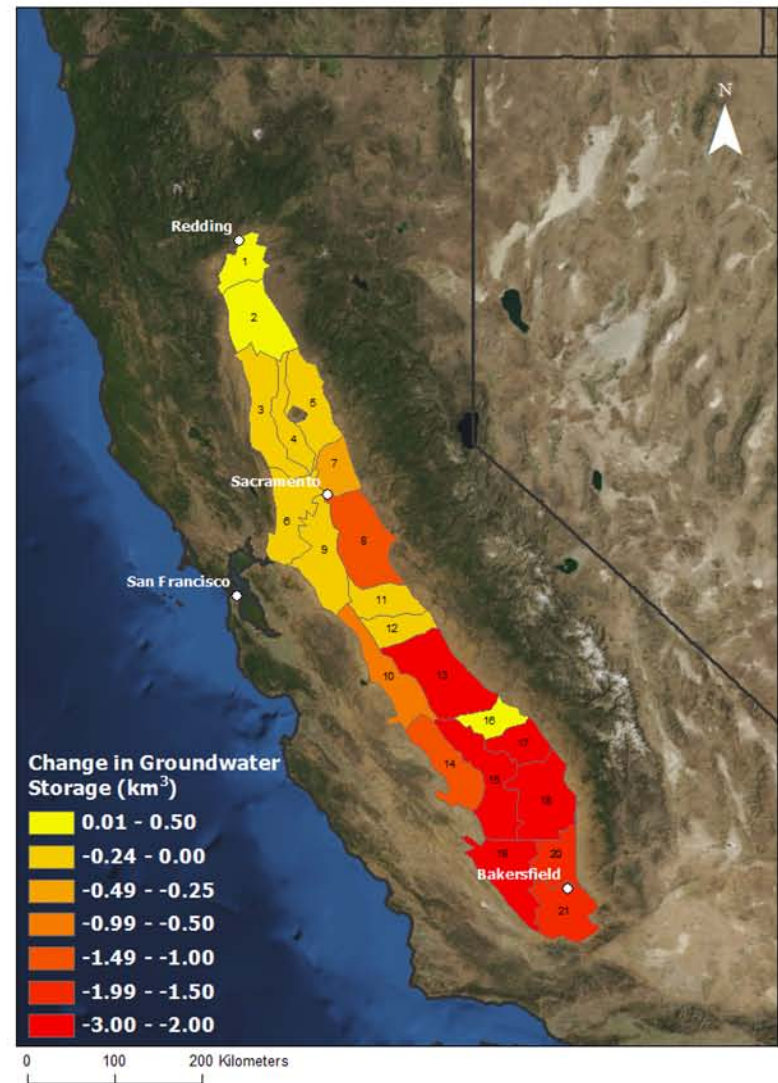 N
Redding
1
2
3
5
4
7
Sacramento
6
8
9
San Francisco
11
12
10
13
16
17
14
15
18
19
20
Bakersfield
21
Change in Groundwater
Storage (km³)
0.01 - 0.50
-0.24 - 0.00
-0.49 - -0.25
-0.99 - -0.50
-1.49 - -1.00
-1.99 - -1.50
-3.00 - -2.00
0 100 200 Kilometers